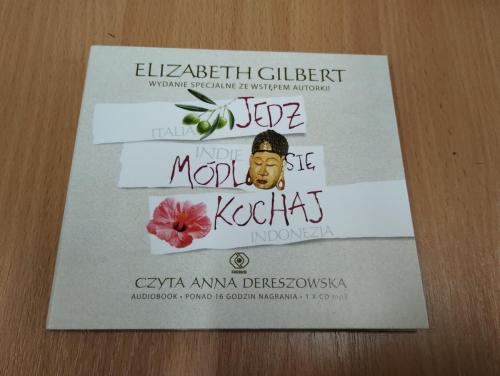 ELIZABETH GILBERT
WYDANIE SPECJALNE ZE WSTĘPEM AUTORKI!
JEDZ
ITALIA
INDIE
MÓDL SIĘ
KOCHAJ
INDONEZJA
REBIS
CZYTA ANNA DERESZOWSKA
AUDIOBOOK • PONAD 16 GODZIN NAGRANIA • 1 X CD mp3